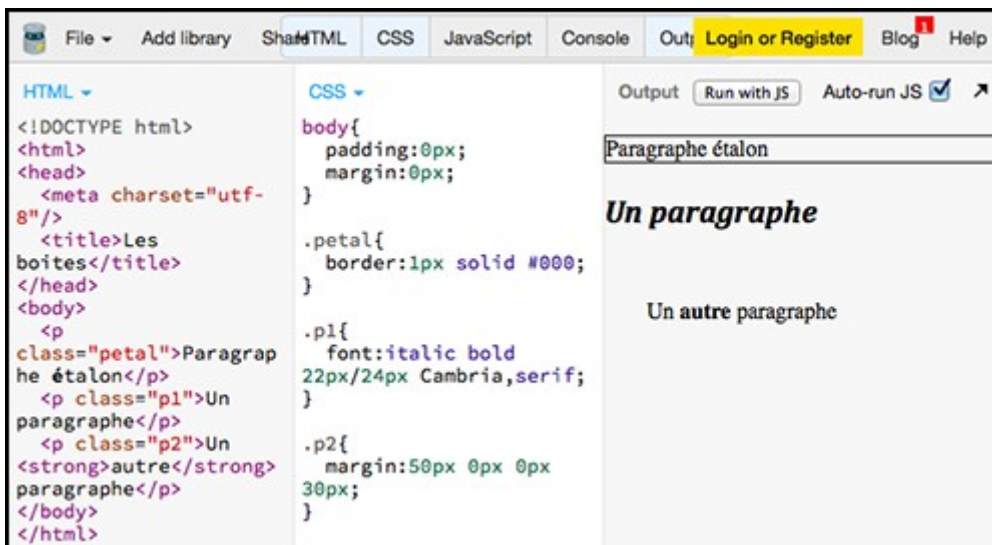 File Add library Share HTML CSS JavaScript Console Output Login or Register Blog 1 Help
HTML
<!DOCTYPE html>
<html>
<head>
<meta charset="utf-
8"/>
<title>Les
boites</title>
</head>
<body>
<p
class="petal">Paragrap
he étalon</p>
<p class="p1">Un
paragraphe</p>
<p class="p2">Un
<strong>autre</strong>
paragraphe</p>
</body>
</html>
CSS
body{
padding:0px;
margin:0px;
}
.petal{
border:1px solid #000;
}
.p1{
font:italic bold
22px/24px Cambria,serif;
}
.p2{
margin:50px 0px 0px
30px;
}
Output Run with JS Auto-run JS
Paragraphe étalon
Un paragraphe
Un autre paragraphe